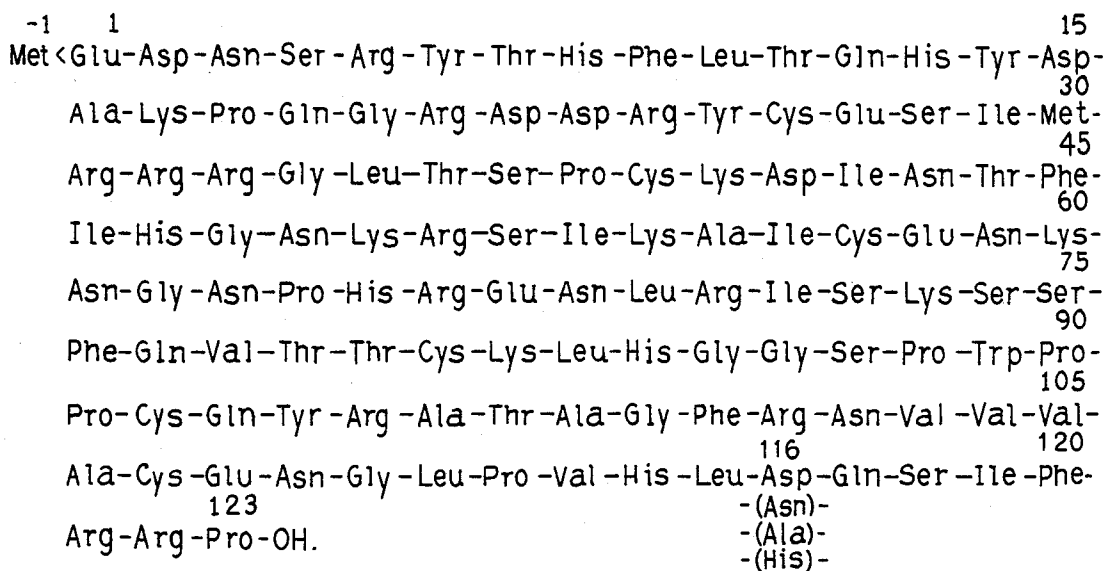 -1 1 15
Met<Glu-Asp-Asn-Ser-Arg-Tyr-Thr-His-Phe-Leu-Thr-Gln-His-Tyr-Asp-
30
Ala-Lys-Pro-Gln-Gly-Arg-Asp-Asp-Arg-Tyr-Cys-Glu-Ser-Ile-Met-
45
Arg-Arg-Arg-Gly-Leu-Thr-Ser-Pro-Cys-Lys-Asp-Ile-Asn-Thr-Phe-
60
Ile-His-Gly-Asn-Lys-Arg-Ser-Ile-Lys-Ala-Ile-Cys-Glu-Asn-Lys-
75
Asn-Gly-Asn-Pro-His-Arg-Glu-Asn-Leu-Arg-Ile-Ser-Lys-Ser-Ser-
90
Phe-Gln-Val-Thr-Thr-Cys-Lys-Leu-His-Gly-Gly-Ser-Pro-Trp-Pro-
105
Pro-Cys-Gln-Tyr-Arg-Ala-Thr-Ala-Gly-Phe-Arg-Asn-Val-Val-Val-
116 120
Ala-Cys-Glu-Asn-Gly-Leu-Pro-Val-His-Leu-Asp-Gln-Ser-Ile-Phe-
123 -(Asn)-
Arg-Arg-Pro-OH. -(Ala)-
-(His)-